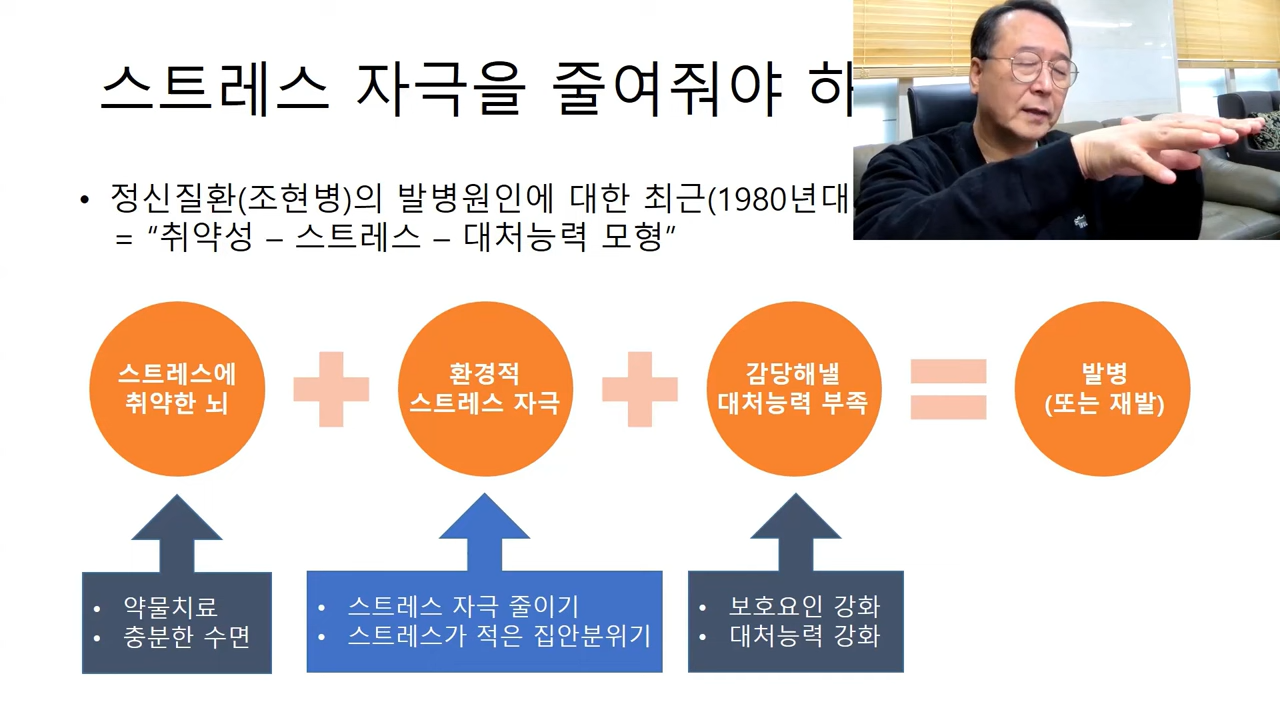 스트레스 자극을 줄여줘야 하
• 정신질환(조현병)의 발병원인에 대한 최근(1980년대
= “취약성 – 스트레스 – 대처능력 모형”
스트레스에
취약한 뇌
환경적
스트레스 자극
감당해낼
대처능력 부족
발병
(또는 재발)
• 약물치료
• 충분한 수면
• 스트레스 자극 줄이기
• 스트레스가 적은 집안분위기
• 보호요인 강화
• 대처능력 강화